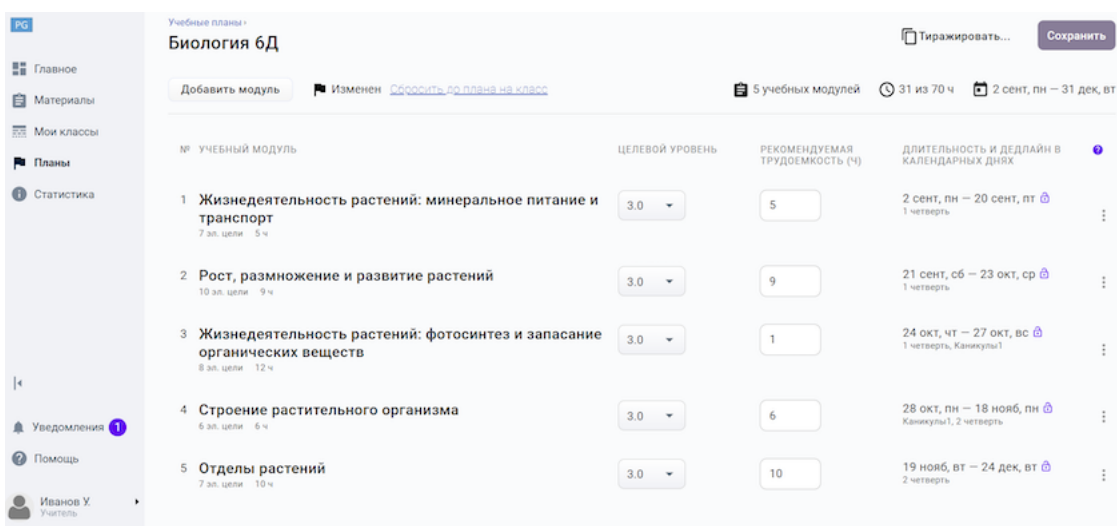 PG
Учебные планы ›
Биология 6Д
Тиражировать...
Сохранить
Главное
Материалы
Мои классы
Планы
Статистика
Добавить модуль
Изменен Сбросить до плана на класс
5 учебных модулей
31 из 70 ч
2 сент, пн — 31 дек, вт
№ УЧЕБНЫЙ МОДУЛЬ
ЦЕЛЕВОЙ УРОВЕНЬ
РЕКОМЕНДУЕМАЯ
ТРУДОЕМКОСТЬ (Ч)
ДЛИТЕЛЬНОСТЬ И ДЕДЛАЙН В
КАЛЕНДАРНЫХ ДНЯХ
?
1 Жизнедеятельность растений: минеральное питание и
транспорт
7 эл. цели 5 ч
3.0
5
2 сент, пн — 20 сент, пт
1 четверть
2 Рост, размножение и развитие растений
10 эл. цели 9 ч
3.0
9
21 сент, сб — 23 окт, ср
1 четверть
3 Жизнедеятельность растений: фотосинтез и запасание
органических веществ
8 эл. цели 12 ч
3.0
1
24 окт, чт — 27 окт, вс
1 четверть, Каникулы1
4 Строение растительного организма
6 эл. цели 6 ч
3.0
6
28 окт, пн — 18 нояб, пн
Каникулы1, 2 четверть
5 Отделы растений
7 эл. цели 10 ч
3.0
10
19 нояб, вт — 24 дек, вт
2 четверть
Уведомления 1
Помощь
Иванов У.
Учитель